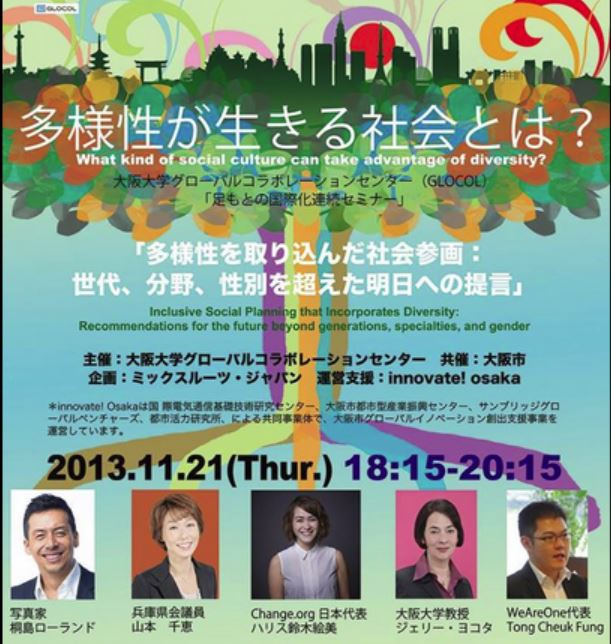 GLOCOL
多様性が生きる社会とは？
What kind of social culture can take advantage of diversity?
大阪大学グローバルコラボレーションセンター（GLOCOL）
「足もとの国際化連続セミナー」
「多様性を取り込んだ社会参画：
世代、分野、性別を超えた明日への提言」
Inclusive Social Planning that Incorporates Diversity:
Recommendations for the future beyond generations, specialties, and gender
主催：大阪大学グローバルコラボレーションセンター　共催：大阪市
企画：ミックスルーツ・ジャパン　運営支援：innovate! osaka
＊innovate! Osakaは国 際電気通信基礎技術研究センター、大阪市都市型産業振興センター、サンブリッジグロ
ーバルベンチャーズ、都市活力研究所、による共同事業体で、大阪市グローバルイノベーション創出支援事業を
運営しています。
2013.11.21(Thur.) 18:15-20:15
写真家
桐島ローランド
兵庫県会議員
山本　千恵
Change.org 日本代表
ハリス鈴木絵美
大阪大学教授
ジェリー・ヨコタ
WeAreOne代表
Tong Cheuk Fung